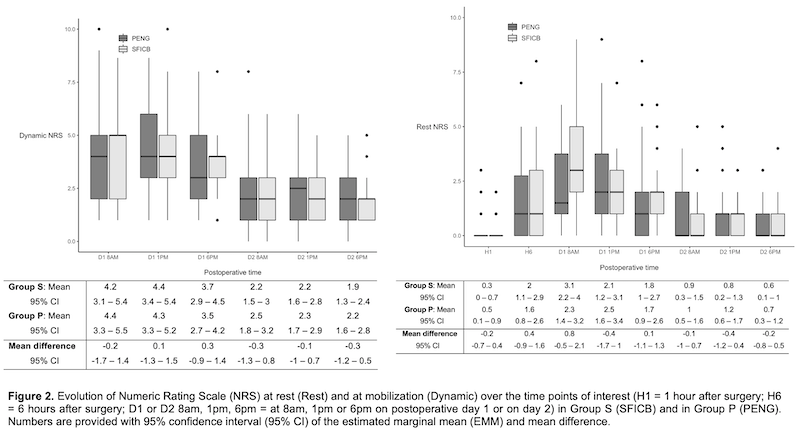 10.0
7.5
5.0
2.5
0.0
Dynamic NRS
PENG
SFICB
D1 8AM D1 1PM D1 6PM D2 8AM D2 1PM D2 6PM
Postoperative time
Group S: Mean 4.2 4.4 3.7 2.2 2.2 1.9
95% CI 3.1 – 5.4 3.4 – 5.4 2.9 – 4.5 1.5 – 3 1.6 – 2.8 1.3 – 2.4
Group P: Mean 4.4 4.3 3.5 2.5 2.3 2.2
95% CI 3.3 – 5.5 3.3 – 5.2 2.7 – 4.2 1.8 – 3.2 1.7 – 2.9 1.6 – 2.8
Mean difference -0.2 0.1 0.3 -0.3 -0.1 -0.3
95% CI -1.7 – 1.4 -1.3 – 1.5 -0.9 – 1.4 -1.3 – 0.8 -1 – 0.7 -1.2 – 0.5
10.0
7.5
5.0
2.5
0.0
Rest NRS
PENG
SFICB
H1 H6 D1 8AM D1 1PM D1 6PM D2 8AM D2 1PM D2 6PM
Postoperative time
Group S: Mean 0.3 2 3.1 2.1 1.8 0.9 0.8 0.6
95% CI 0 – 0.7 1.1 – 2.9 2.2 – 4 1.2 – 3.1 1 – 2.7 0.3 – 1.5 0.2 – 1.3 0.1 – 1
Group P: Mean 0.5 1.6 2.3 2.5 1.7 1 1.2 0.7
95% CI 0.1 – 0.9 0.8 – 2.6 1.4 – 3.2 1.6 – 3.4 0.9 – 2.6 0.5 – 1.6 0.6 – 1.7 0.3 – 1.2
Mean difference -0.2 0.4 0.8 -0.4 0.1 -0.1 -0.4 -0.2
95% CI -0.7 – 0.4 -0.9 – 1.6 -0.5 – 2.1 -1.7 – 1 -1.1 – 1.3 -1 – 0.7 -1.2 – 0.4 -0.8 – 0.5
Figure 2. Evolution of Numeric Rating Scale (NRS) at rest (Rest) and at mobilization (Dynamic) over the time points of interest (H1 = 1 hour after surgery; H6
= 6 hours after surgery; D1 or D2 8am, 1pm, 6pm = at 8am, 1pm or 6pm on postoperative day 1 or on day 2) in Group S (SFICB) and in Group P (PENG).
Numbers are provided with 95% confidence interval (95% CI) of the estimated marginal mean (EMM) and mean difference.